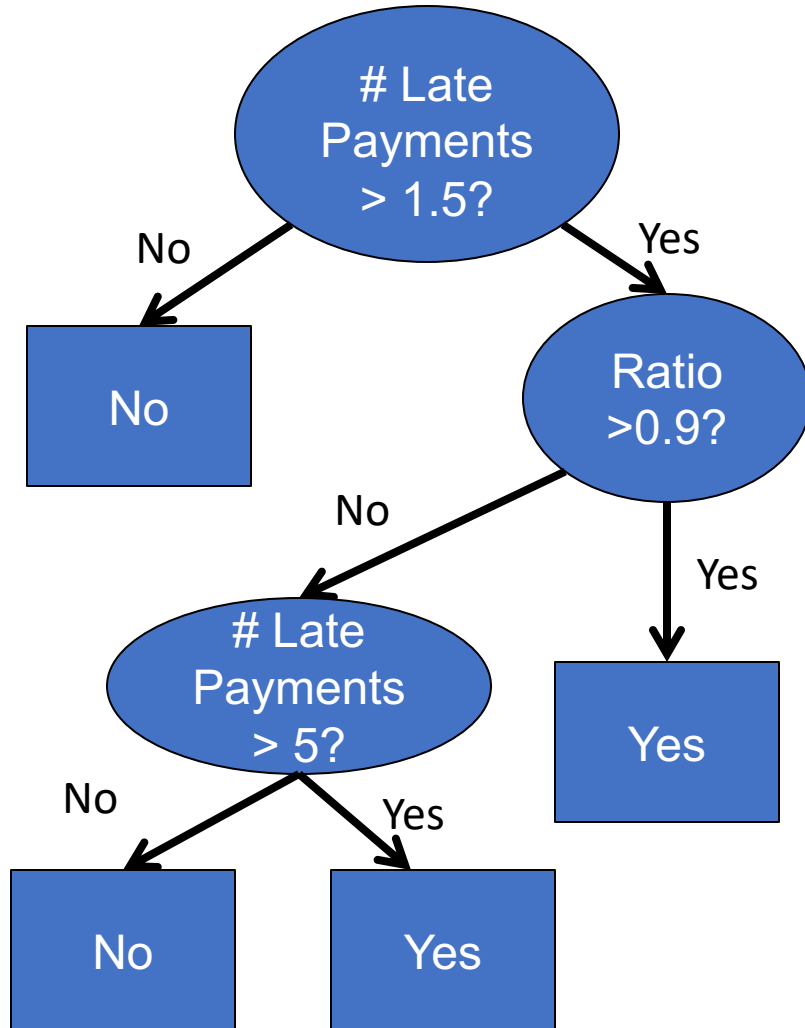 # Late
Payments
> 1.5?
No
Yes
No
Ratio
>0.9?
No
Yes
# Late
Payments
> 5?
Yes
No
Yes
No
Yes